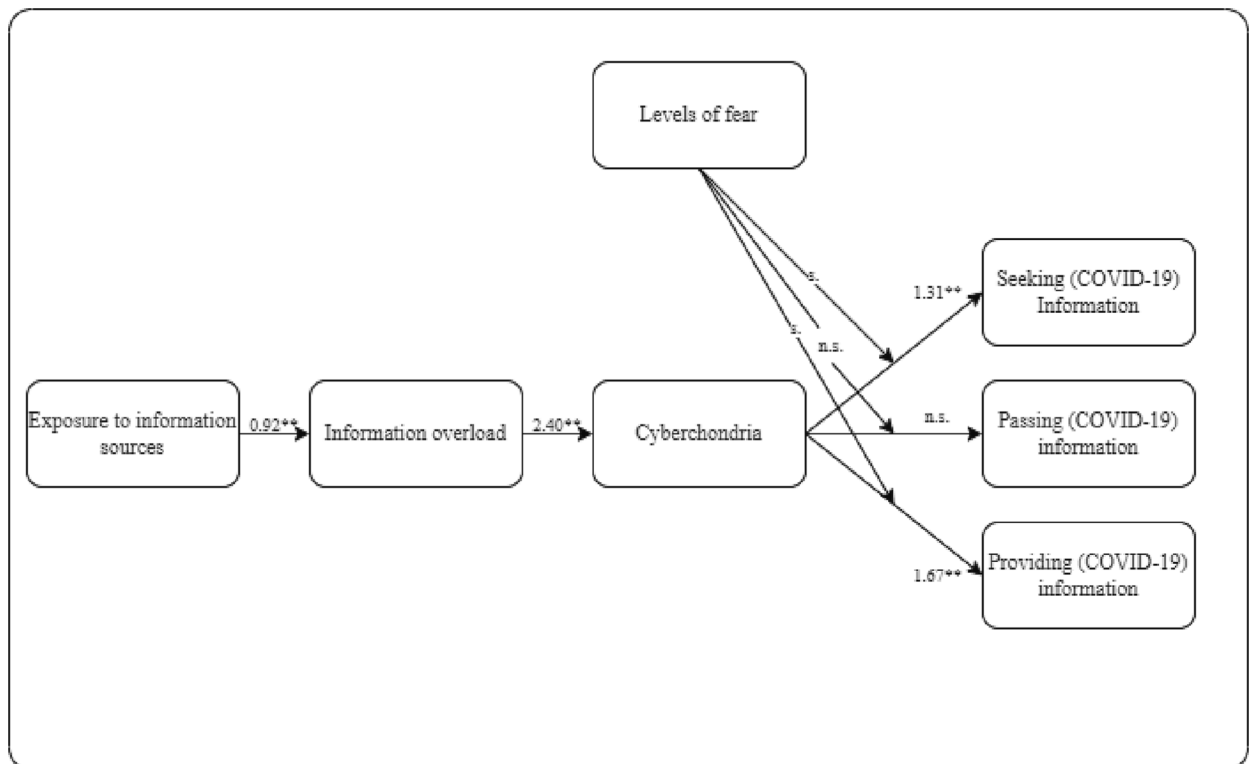 Levels of fear
s.
1.31**
Seeking (COVID-19)
Information
s.
n.s.
Exposure to information
sources
0.92**
Information overload
2.40**
Cyberchondria
n.s.
Passing (COVID-19)
information
1.67**
Providing (COVID-19)
information